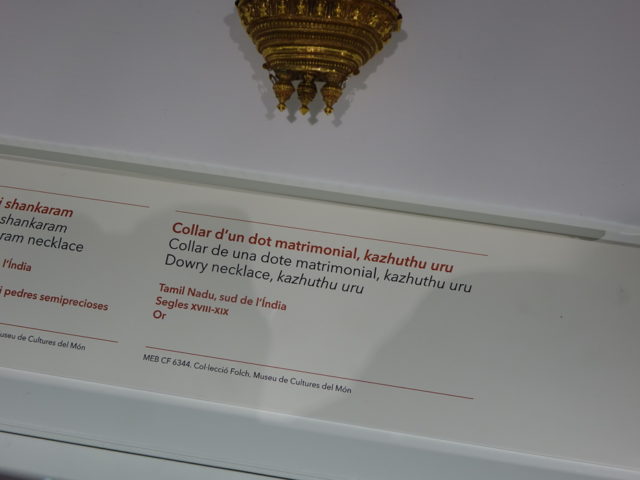 i shankaram
shankaram
ram necklace
l'Índia
i pedres semiprecioses
useu de Cultures del Món
Collar d'un dot matrimonial, kazhuthu uru
Collar de una dote matrimonial, kazhuthu uru
Dowry necklace, kazhuthu uru
Tamil Nadu, sud de l'Índia
Segles XVIII-XIX
Or
MEB CF 6344. Col·lecció Folch. Museu de Cultures del Món